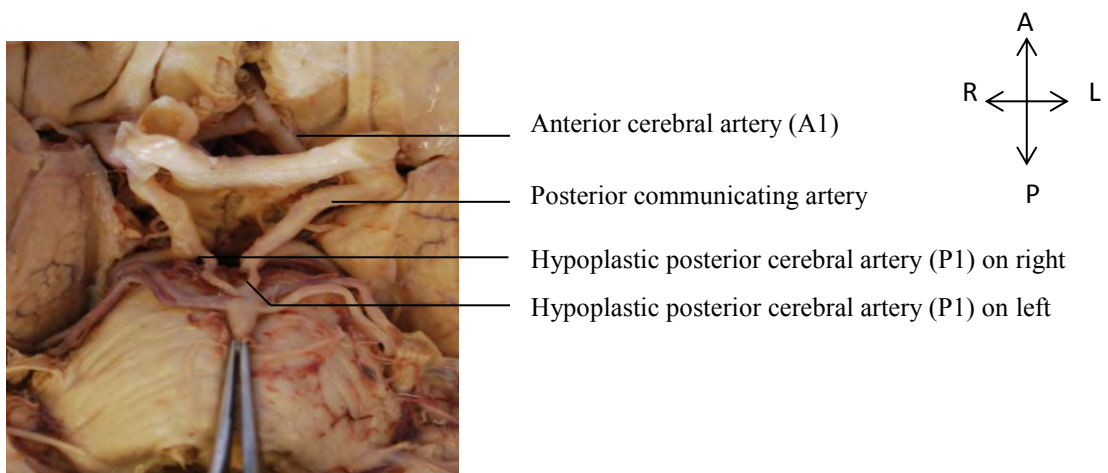 A
R L
Anterior cerebral artery (A1)
Posterior communicating artery
P
Hypoplastic posterior cerebral artery (P1) on right
Hypoplastic posterior cerebral artery (P1) on left